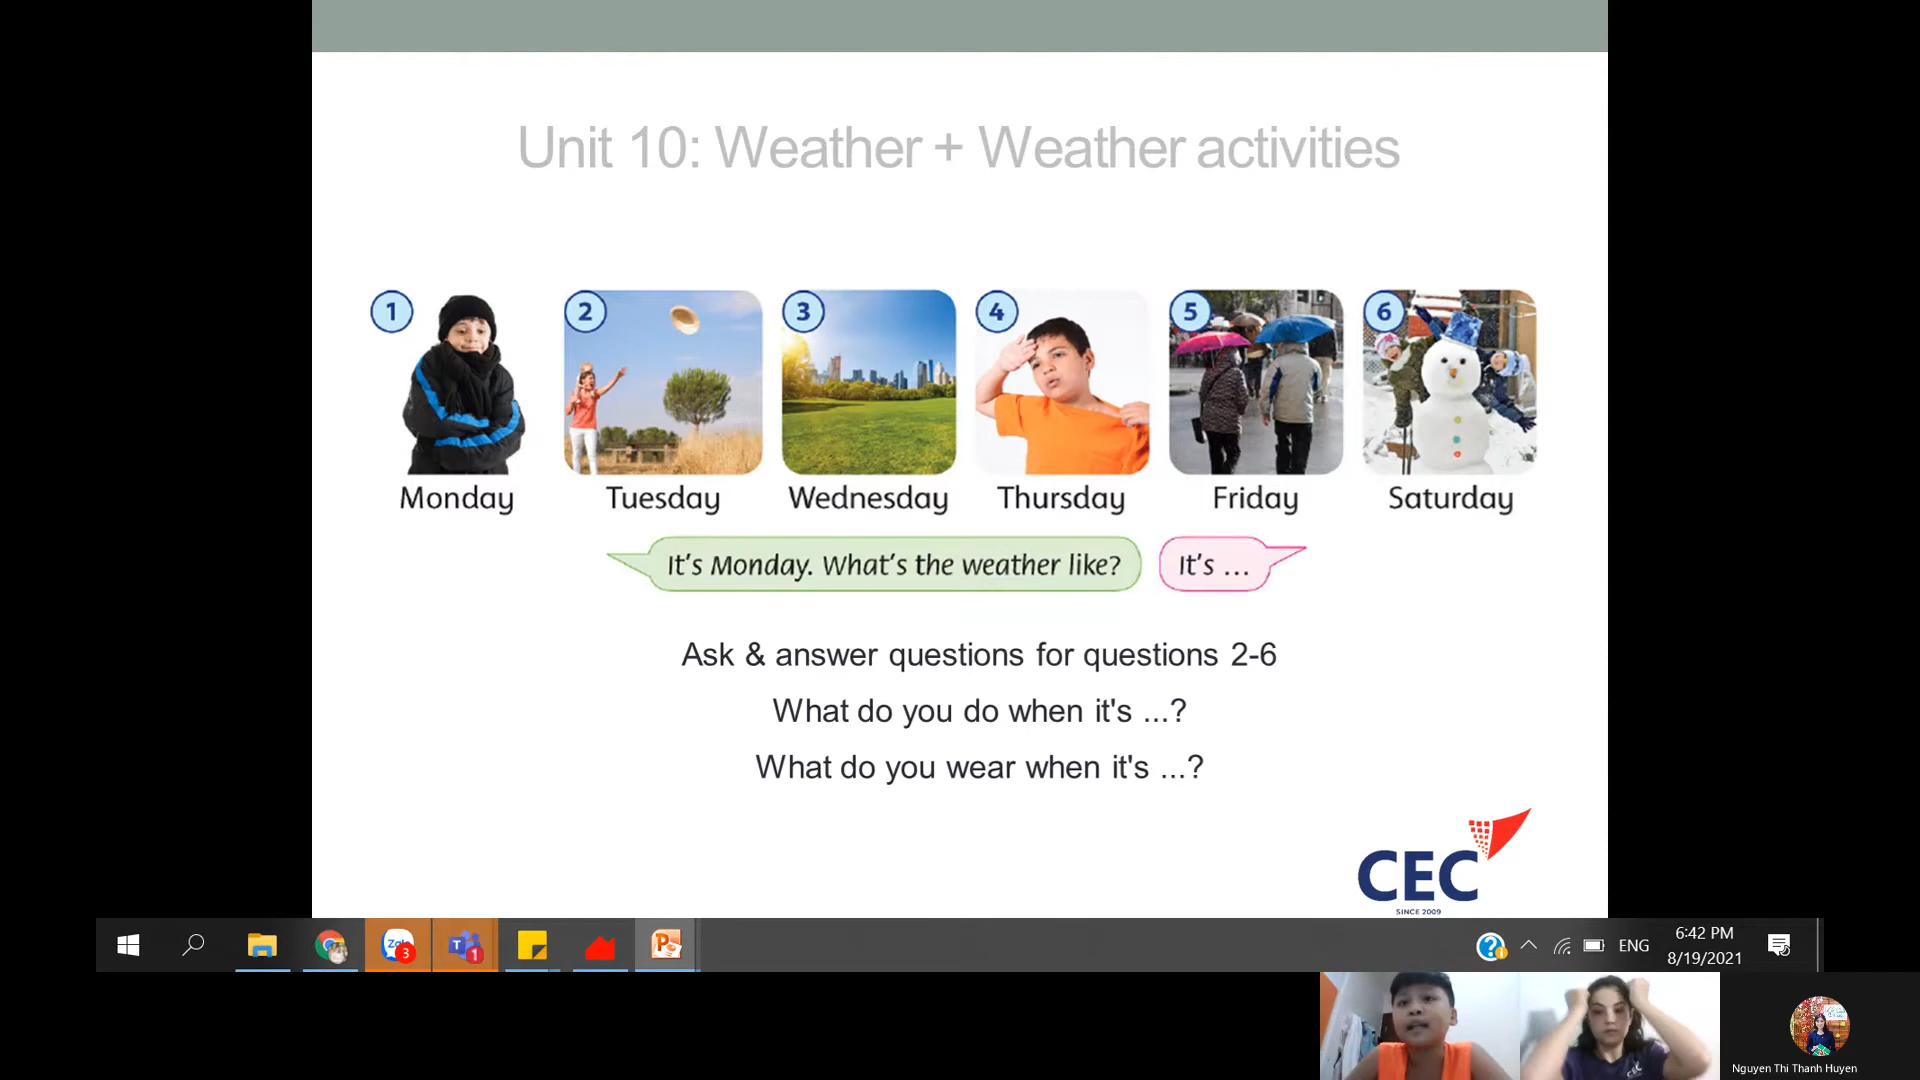 Unit 10: Weather + Weather activities
1 2 3 4 5 6
Monday Tuesday Wednesday Thursday Friday Saturday
It's Monday. What's the weather like? It's ...
Ask & answer questions for questions 2-6
What do you do when it's ...?
What do you wear when it's ...?
CEC
SINCE 2009
Zalo 3 1 ENG 6:42 PM
8/19/2021
Nguyen Thi Thanh Huyen